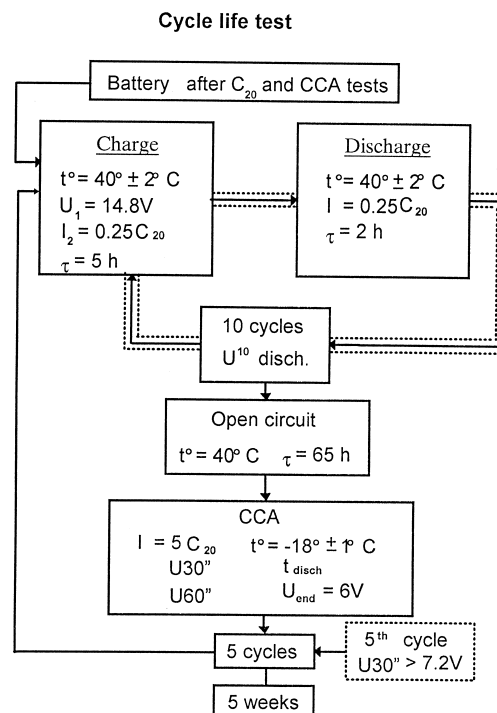 Cycle life test
Battery after C20 and CCA tests
Charge
t° = 40° ± 2° C
U1 = 14.8V
I2 = 0.25C20
τ = 5 h
Discharge
t° = 40° ± 2° C
I = 0.25C20
τ = 2 h
10 cycles
U10 disch.
Open circuit
t° = 40° C τ = 65 h
CCA
I = 5 C20 t° = -18° ± 1° C
U30" tdisch
U60" Uend = 6V
5 cycles
5th cycle
U30" > 7.2V
5 weeks